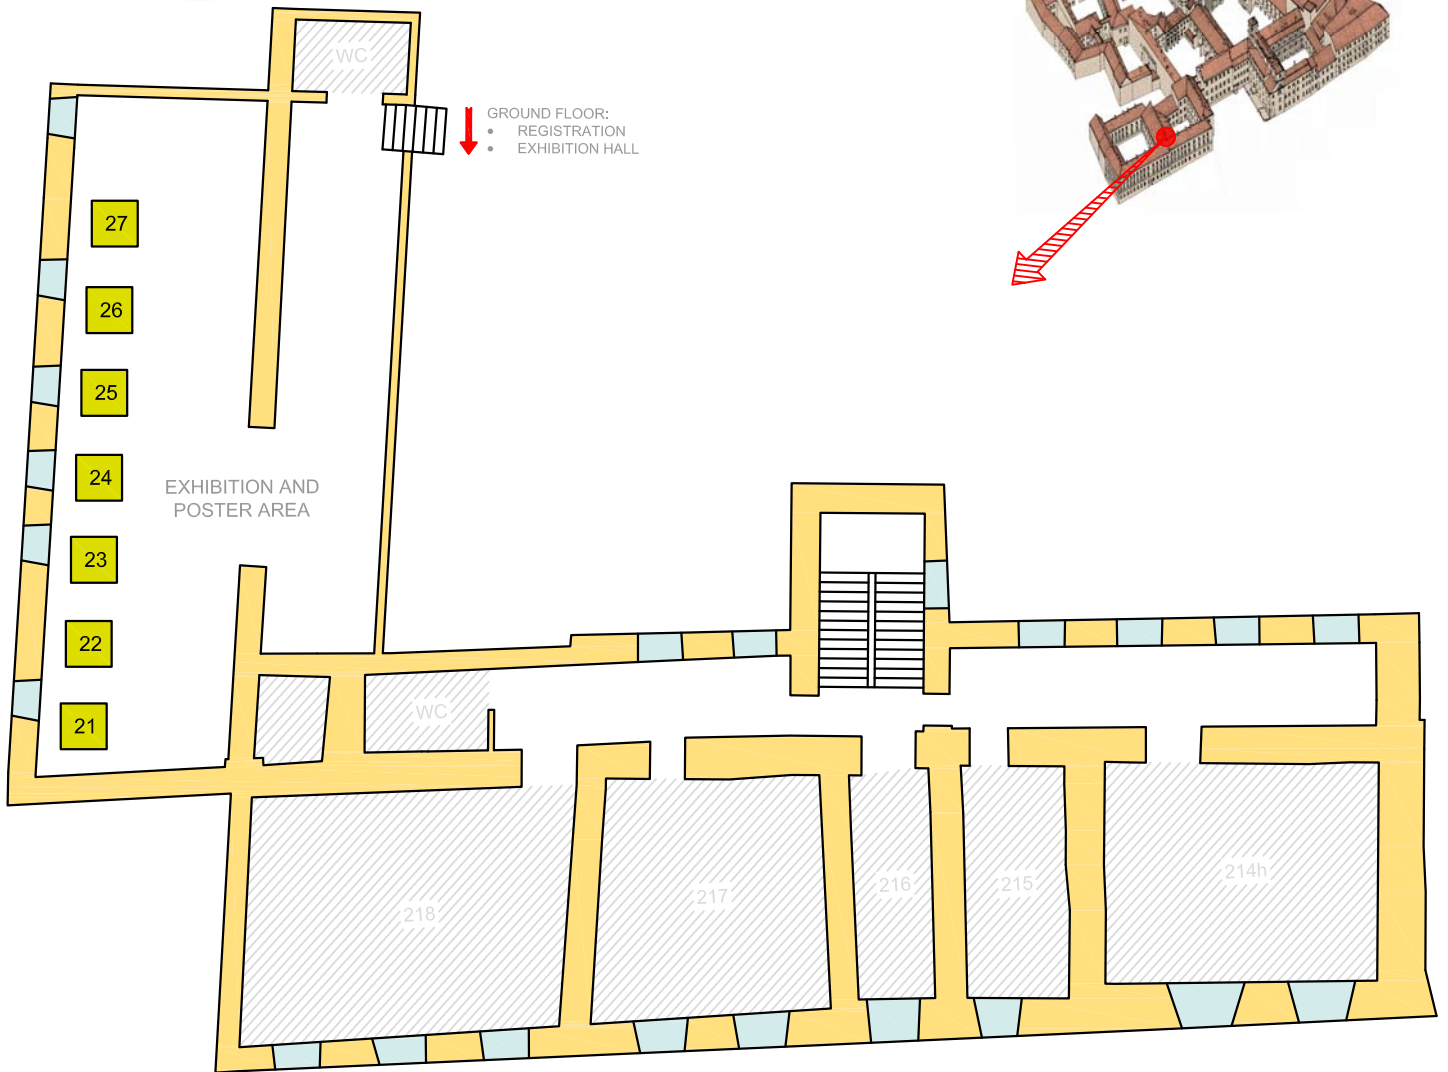 WC
GROUND FLOOR:
• REGISTRATION
• EXHIBITION HALL
27
26
25
24
EXHIBITION AND
POSTER AREA
23
22
21
WC
218
217
216
215
214h